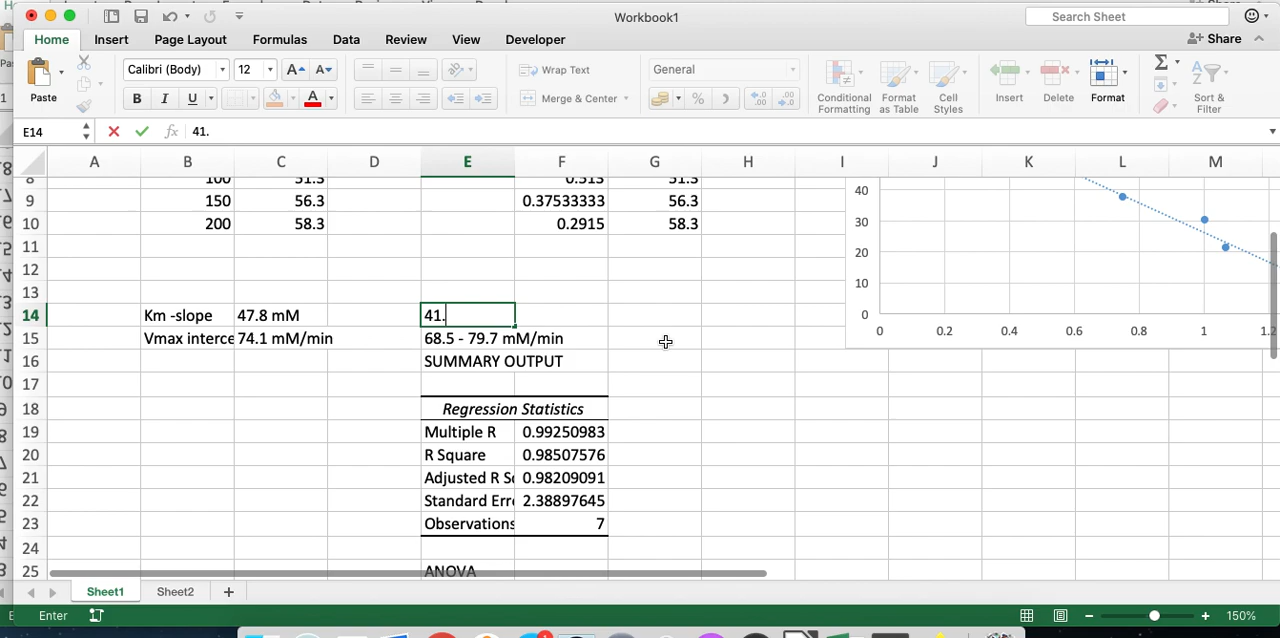 Workbook1
Search Sheet
Home Insert Page Layout Formulas Data Review View Developer
Share
Paste
Calibri (Body) 12
A A
B I U A
Wrap Text
Merge & Center
General
%
Conditional Formatting
Format as Table
Cell Styles
Insert
Delete
Format
Sort & Filter
E14 fx 41.
A B C D E F G H I J K L M
8 100 51.3 0.513 51.3
9 150 56.3 0.37533333 56.3
10 200 58.3 0.2915 58.3
11
12
13
14 Km -slope 47.8 mM 41.
15 Vmax interce 74.1 mM/min 68.5 - 79.7 mM/min
16 SUMMARY OUTPUT
17
18 Regression Statistics
19 Multiple R 0.99250983
20 R Square 0.98507576
21 Adjusted R Sq 0.98209091
22 Standard Erro 2.38897645
23 Observations 7
24
25 ANOVA
40
30
20
10
0
0 0.2 0.4 0.6 0.8 1 1.2
Sheet1 Sheet2 +
Enter
150%